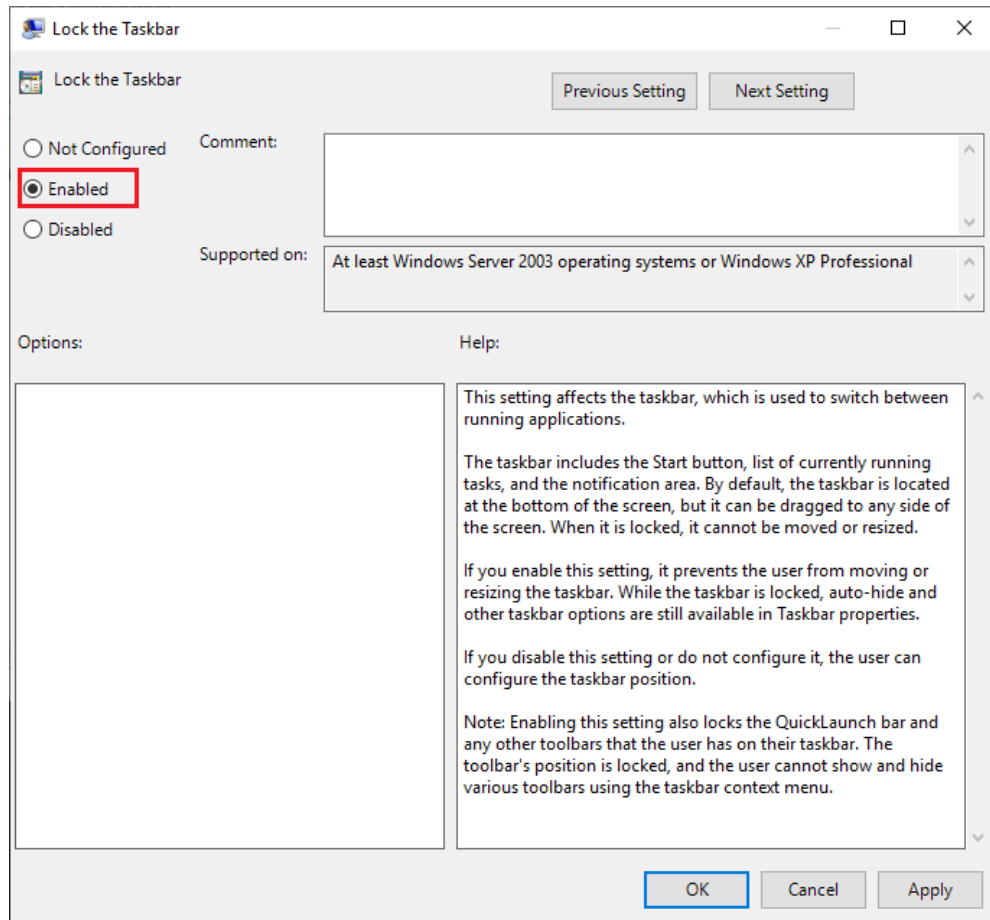 Lock the Taskbar
Lock the Taskbar
Previous Setting
Next Setting
Not Configured
Enabled
Disabled
Comment:
Supported on:
At least Windows Server 2003 operating systems or Windows XP Professional
Options:
Help:
This setting affects the taskbar, which is used to switch between
running applications.
The taskbar includes the Start button, list of currently running
tasks, and the notification area. By default, the taskbar is located
at the bottom of the screen, but it can be dragged to any side of
the screen. When it is locked, it cannot be moved or resized.
If you enable this setting, it prevents the user from moving or
resizing the taskbar. While the taskbar is locked, auto-hide and
other taskbar options are still available in Taskbar properties.
If you disable this setting or do not configure it, the user can
configure the taskbar position.
Note: Enabling this setting also locks the QuickLaunch bar and
any other toolbars that the user has on their taskbar. The
toolbar's position is locked, and the user cannot show and hide
various toolbars using the taskbar context menu.
OK
Cancel
Apply